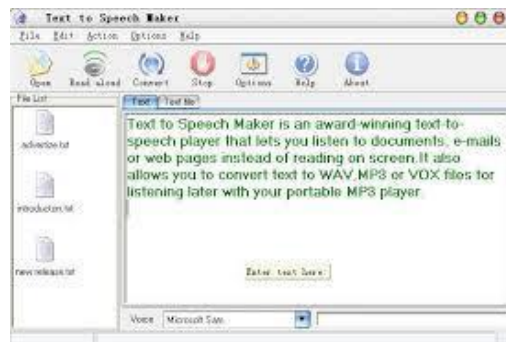 Text to Speech Maker
File Edit Action Options Help
Open Read aloud Convert Stop Options Help About
File List
Text Text file
Text to Speech Maker is an award-winning text-to-
speech player that lets you listen to documents, e-mails
or web pages instead of reading on screen.It also
allows you to convert text to WAV,MP3 or VOX files for
listening later with your portable MP3 player.
advertize.txt
introduction.txt
new release.txt
Enter text here
Voice Microsoft Sam